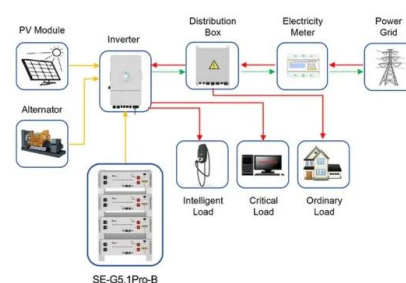 PV Module
Inverter
Distribution
Box
Electricity
Meter
Power
Grid
Alternator
Intelligent
Load
Critical
Load
Ordinary
Load
SE-G5.1Pro-B